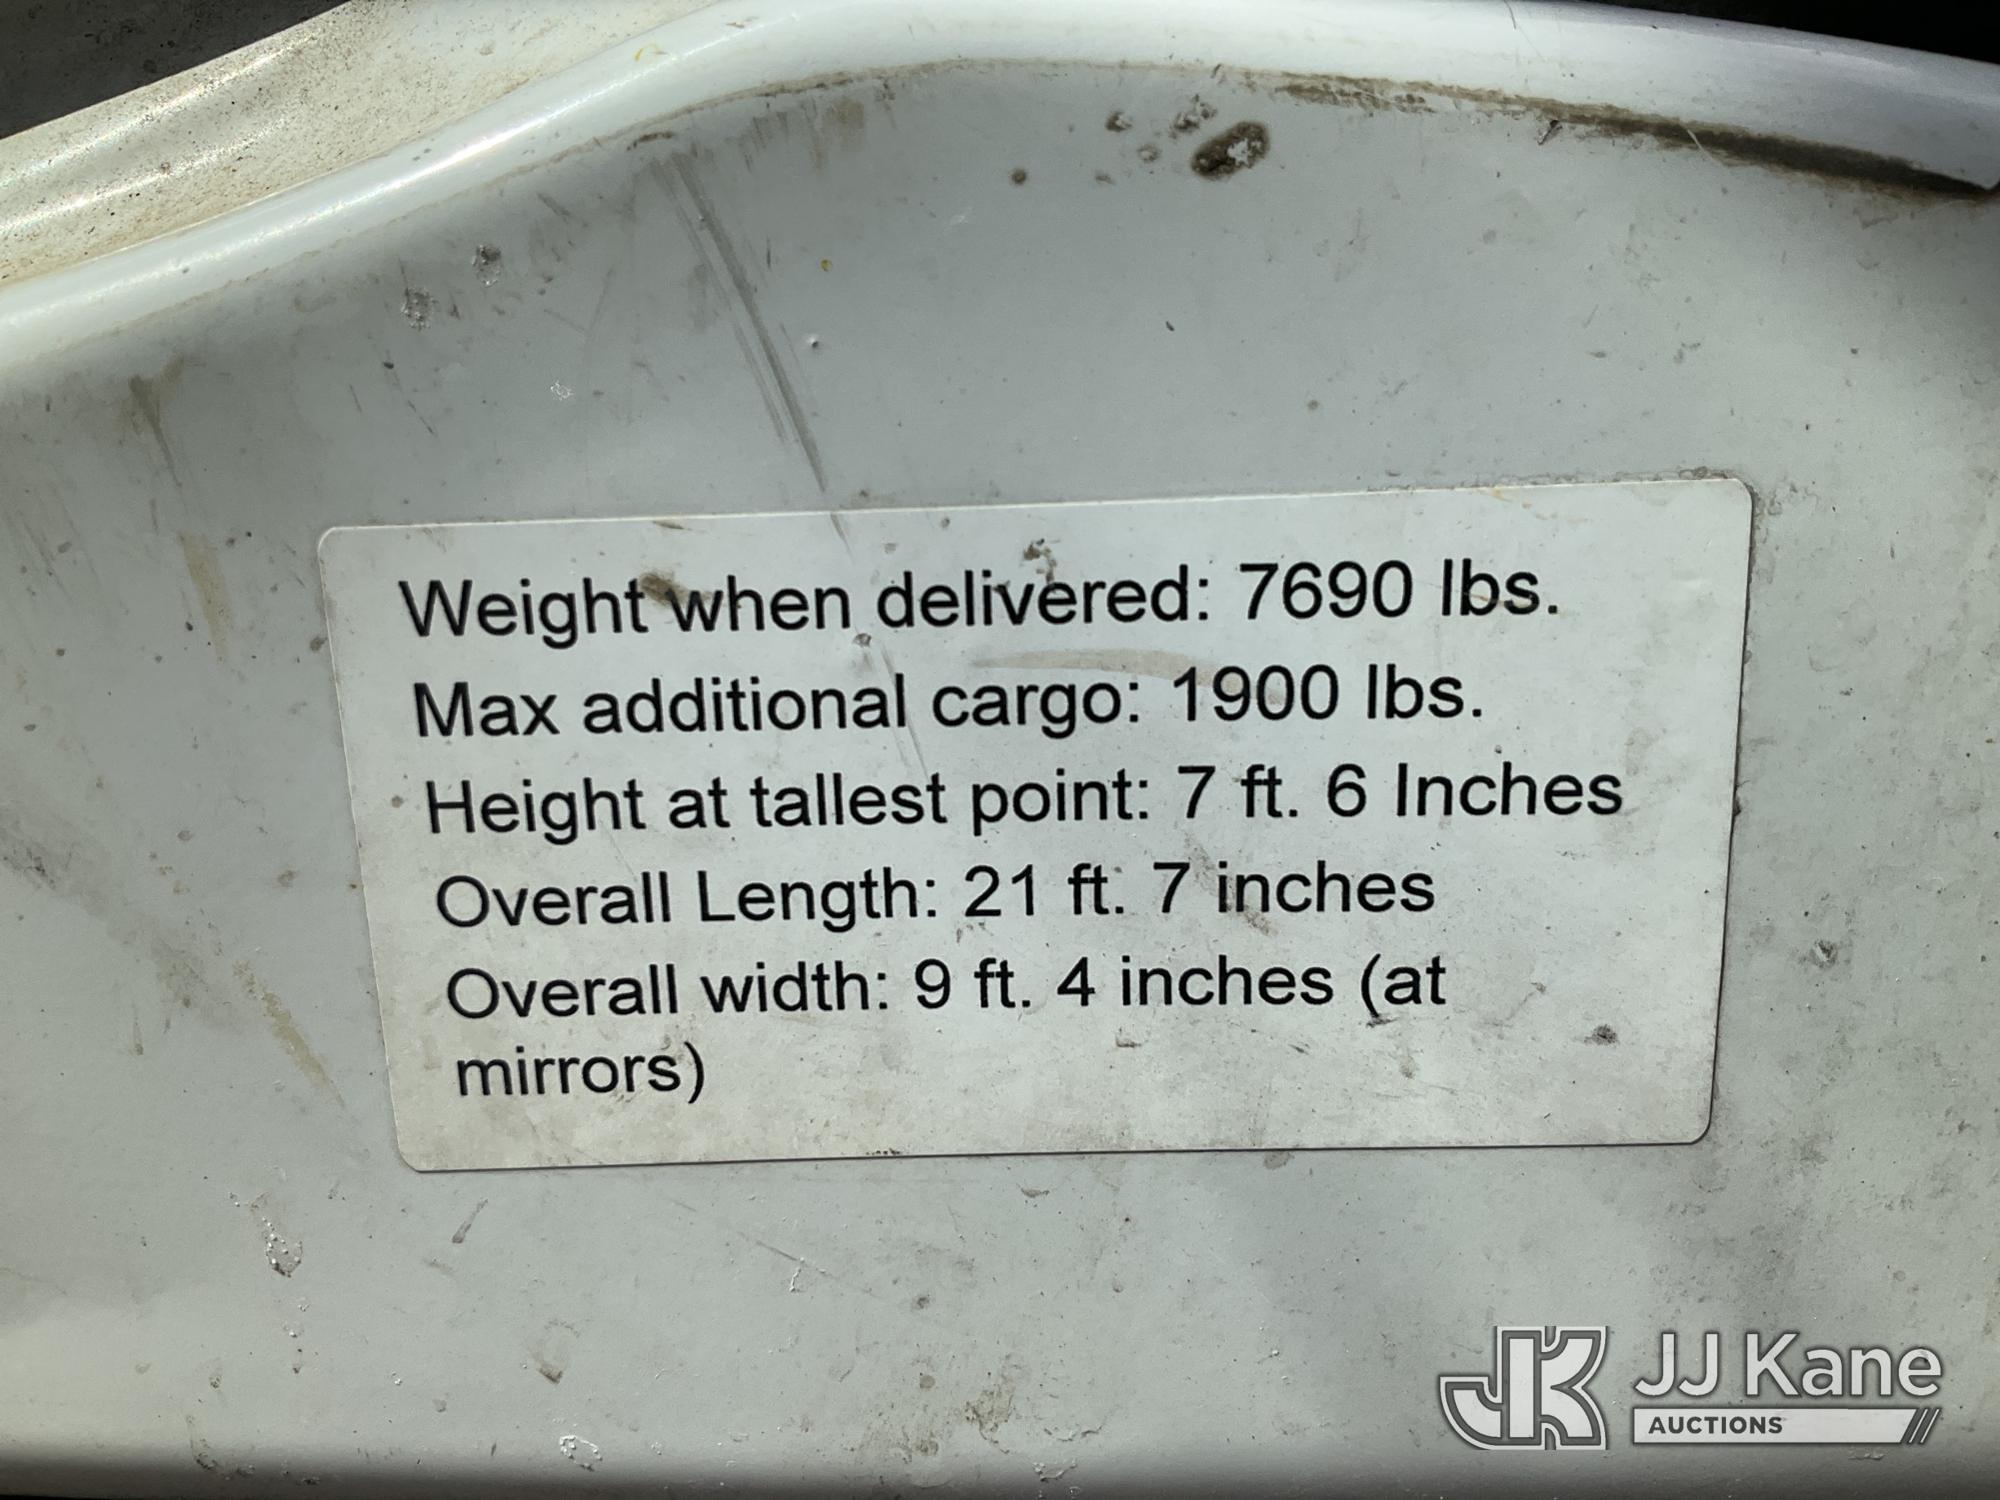 Weight when delivered: 7690 lbs.
Max additional cargo: 1900 lbs.
Height at tallest point: 7 ft. 6 Inches
Overall Length: 21 ft. 7 inches
Overall width: 9 ft. 4 inches (at
mirrors)
JK JJ Kane
AUCTIONS